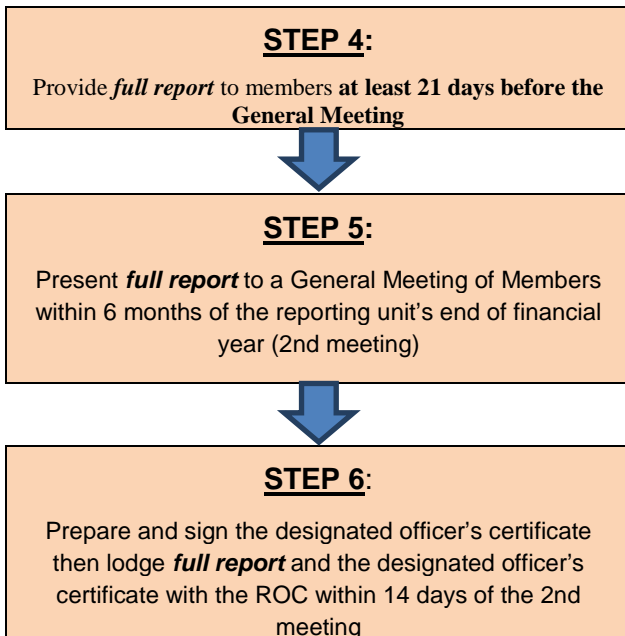 STEP 4:
Provide full report to members at least 21 days before the
General Meeting
STEP 5:
Present full report to a General Meeting of Members
within 6 months of the reporting unit's end of financial
year (2nd meeting)
STEP 6:
Prepare and sign the designated officer's certificate
then lodge full report and the designated officer's
certificate with the ROC within 14 days of the 2nd
meeting